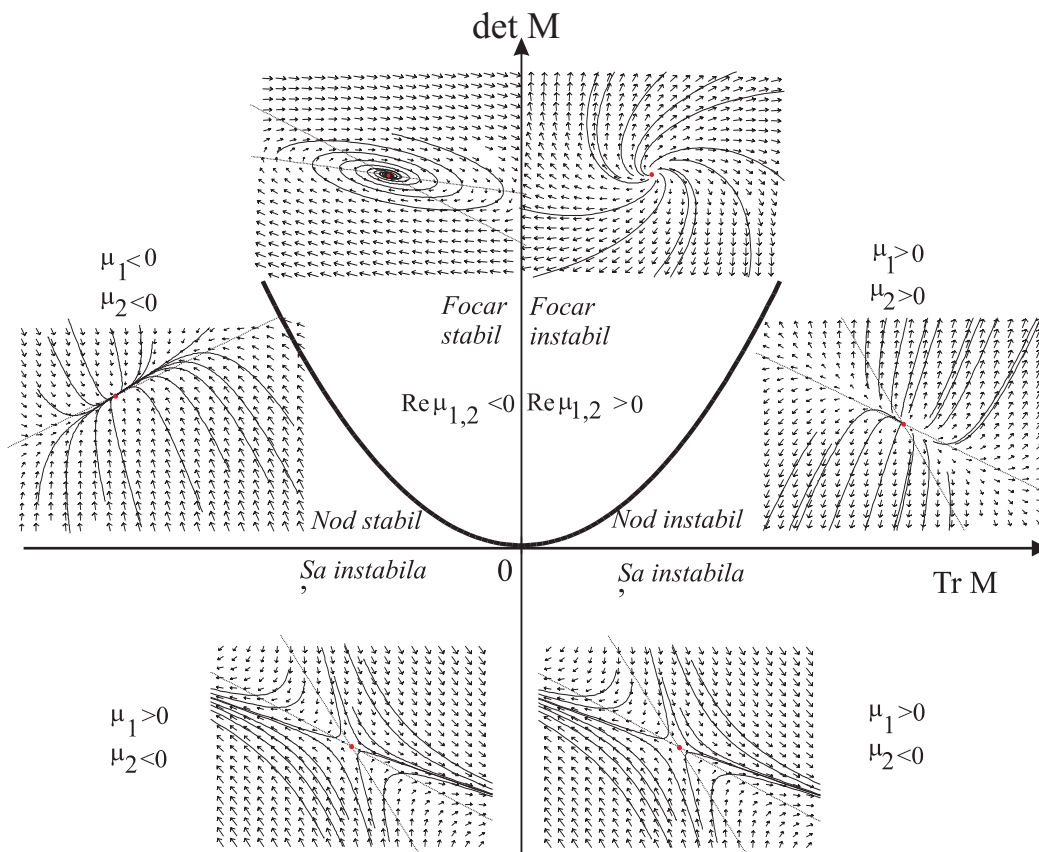 det M
μ1<0
μ2<0
μ1>0
μ2>0
Focar
stabil
Focar
instabil
Re μ1,2 <0
Re μ1,2 >0
Nod stabil
Nod instabil
Șa instabila
0
Șa instabila
Tr M
μ1>0
μ2<0
μ1>0
μ2<0